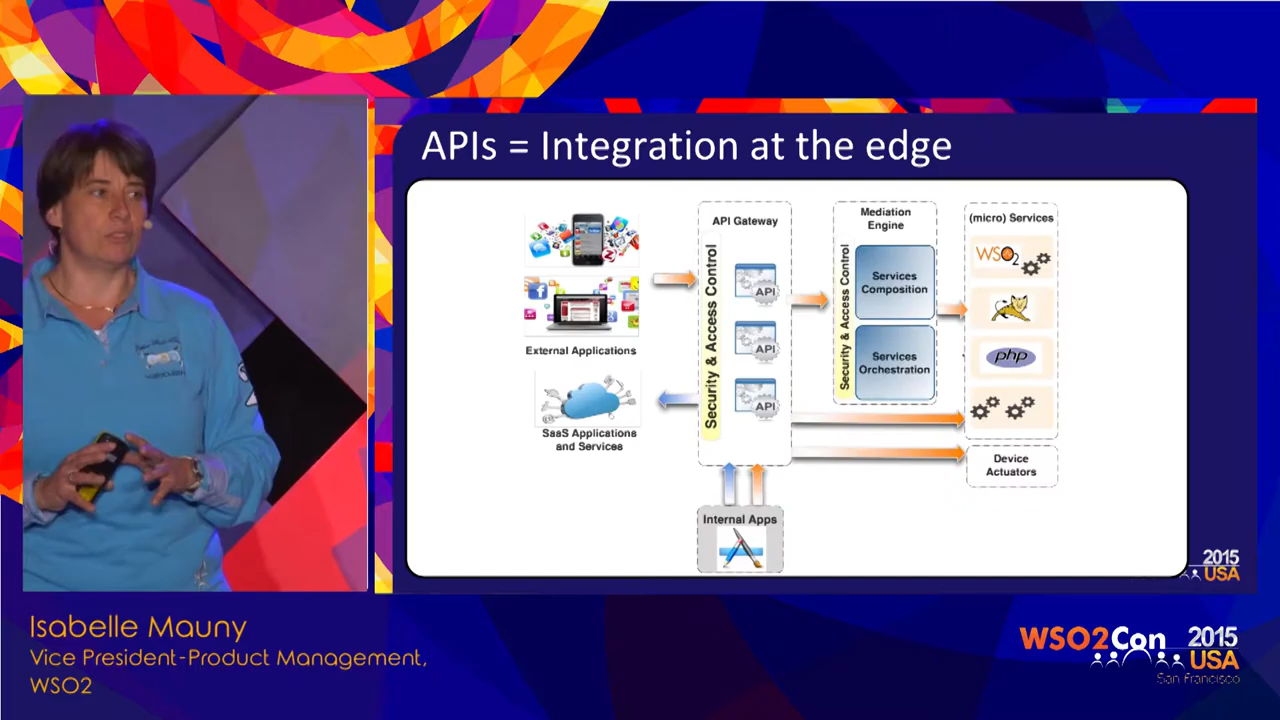 APIs = Integration at the edge
API Gateway
Security & Access Control
API
API
API
Mediation
Engine
Security & Access Control
Services
Composition
Services
Orchestration
(micro) Services
WSO2
php
Device
Actuators
External Applications
SaaS Applications
and Services
Internal Apps
2015
USA
Isabelle Mauny
Vice President-Product Management,
WSO2
WSO2Con 2015
USA
San Francisco